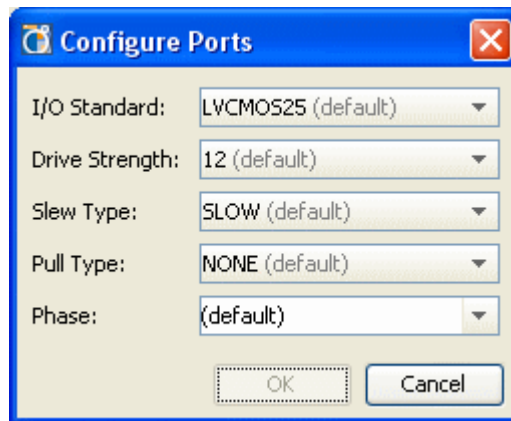 Configure Ports
I/O Standard: LVCMOS25 (default)
Drive Strength: 12 (default)
Slew Type: SLOW (default)
Pull Type: NONE (default)
Phase: (default)
OK Cancel